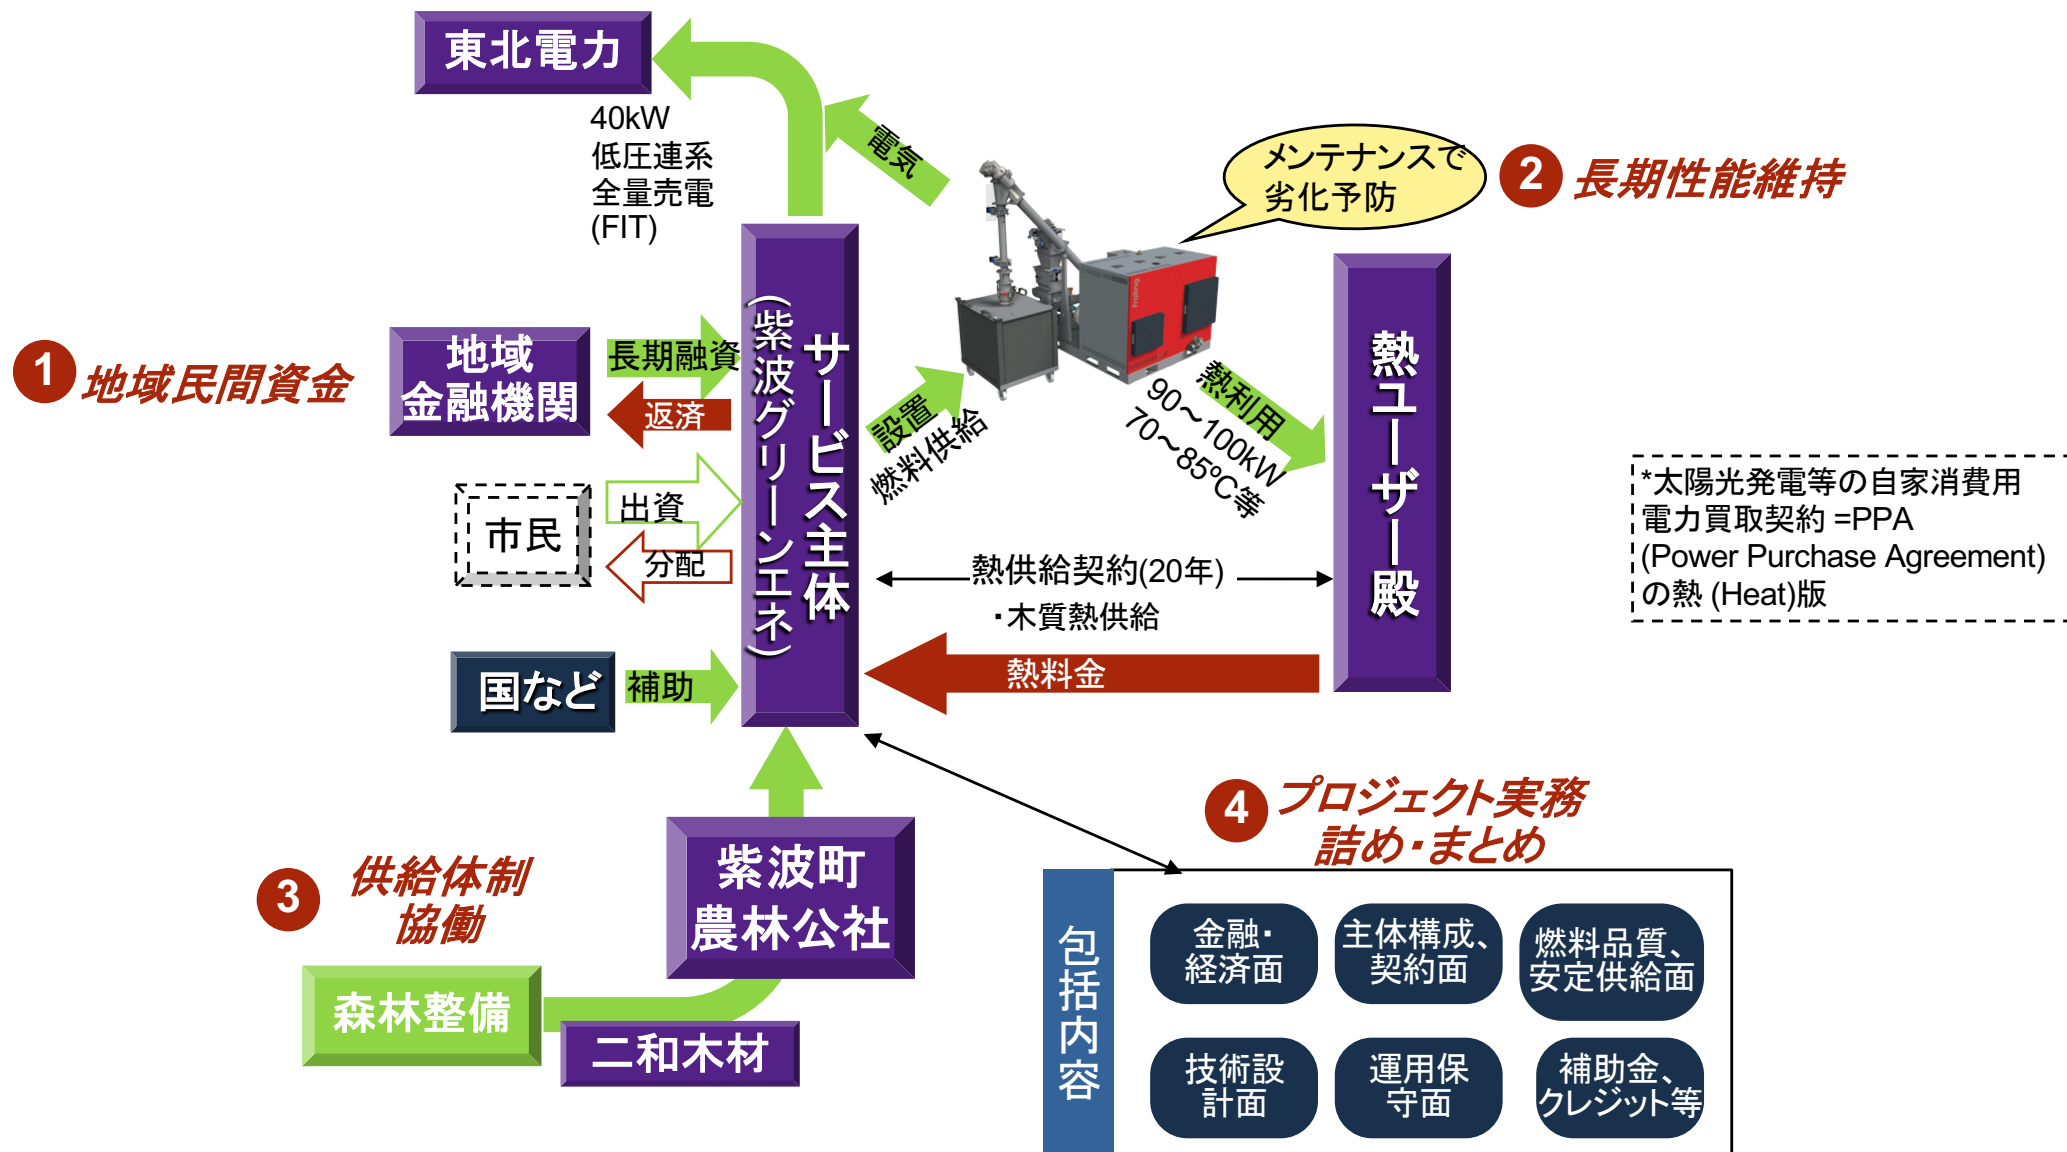 東北電力
40kW
低圧連系
全量売電
(FIT)
電気
メンテナンスで
劣化予防
2
長期性能維持
1
地域民間資金
地域
金融機関
長期融資
返済
市民
出資
分配
国など
補助
サービス主体
(紫波グリーンエネ)
設置
燃料供給
熱利用
90～100kW
70～85℃等
熱ユーザー殿
熱供給契約(20年)
・木質熱供給
熱料金
*太陽光発電等の自家消費用
電力買取契約 =PPA
(Power Purchase Agreement)
の熱 (Heat)版
3
供給体制
協働
紫波町
農林公社
森林整備
二和木材
4
プロジェクト実務
詰め・まとめ
包括内容
金融・
経済面
主体構成、
契約面
燃料品質、
安定供給面
技術設
計面
運用保
守面
補助金、
クレジット等